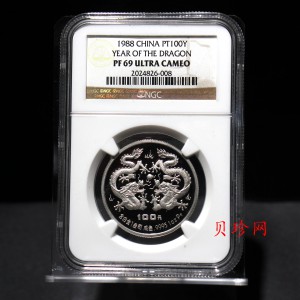 1988 CHINA PT100Y
YEAR OF THE DRAGON
PF 69 ULTRA CAMEO
2024826-008
NGC
100元
贝珍网